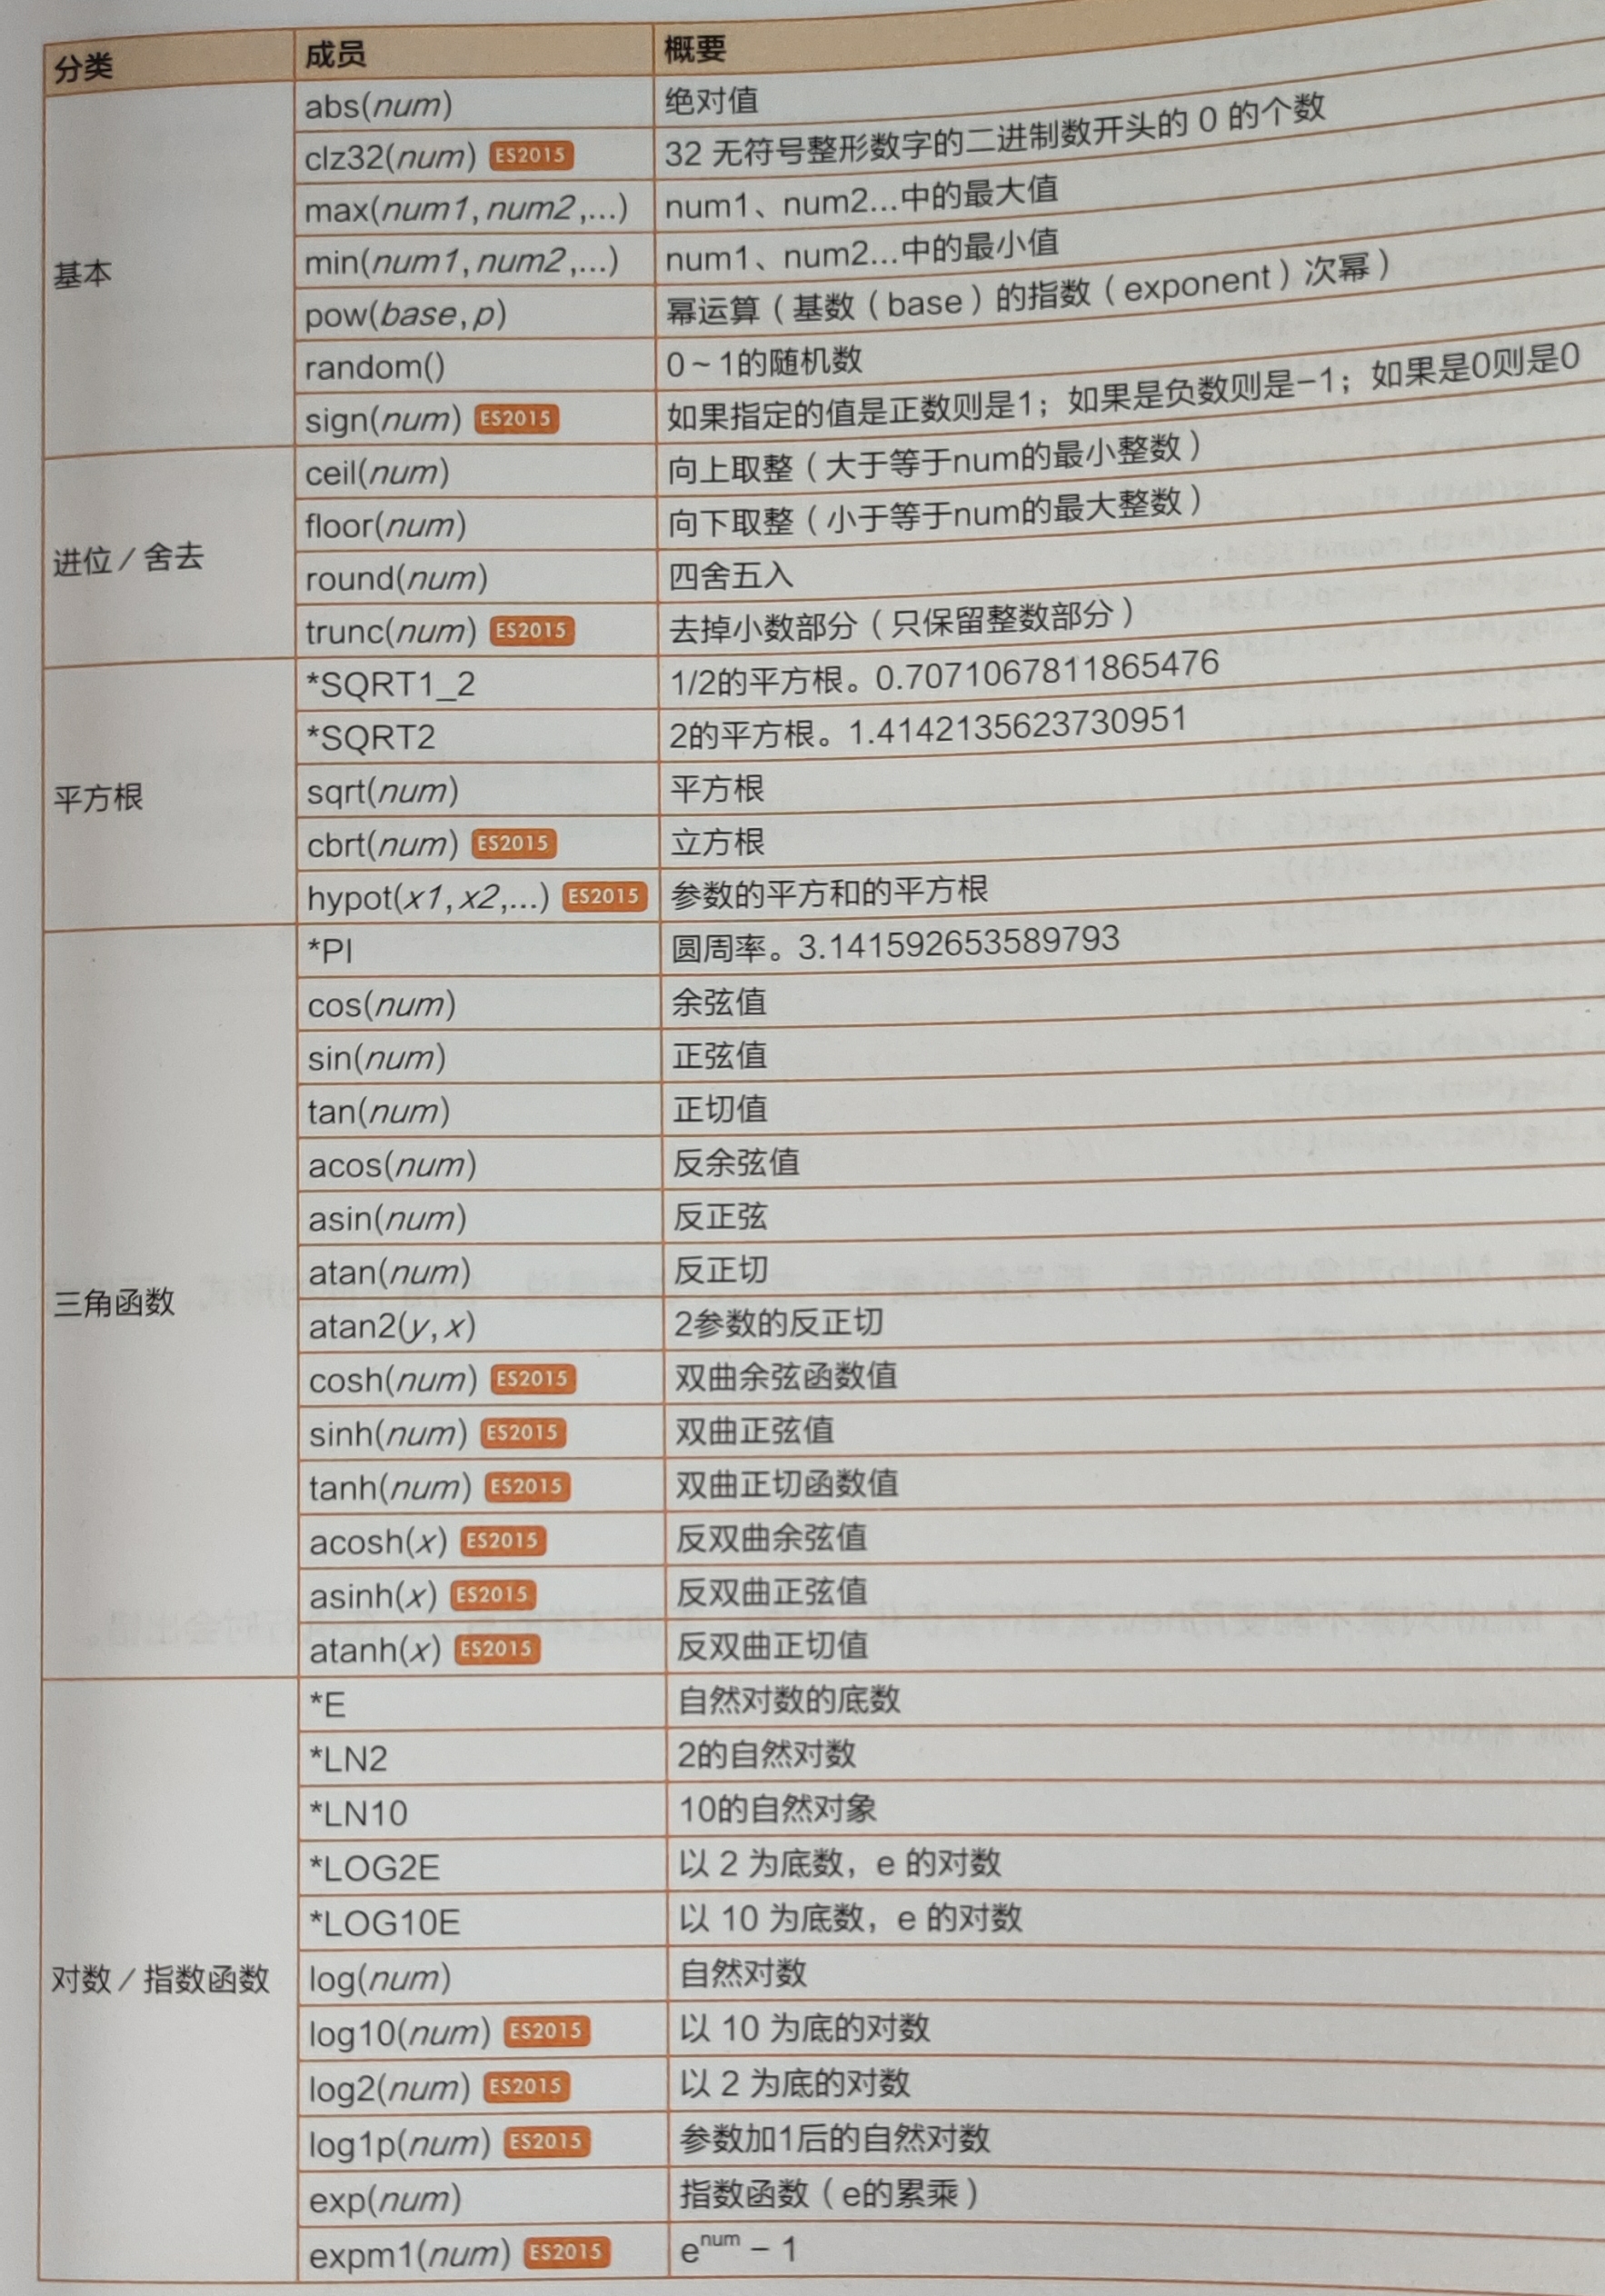 分类 成员 概要
基本
abs(num) 绝对值
clz32(num) ES2015 32 无符号整形数字的二进制数开头的 0 的个数
max(num1,num2,...) num1、num2...中的最大值
min(num1,num2,...) num1、num2...中的最小值
pow(base,p) 幂运算（基数（base）的指数（exponent）次幂）
random() 0~1的随机数
sign(num) ES2015 如果指定的值是正数则是1；如果是负数则是-1；如果是0则是0
进位/舍去
ceil(num) 向上取整（大于等于num的最小整数）
floor(num) 向下取整（小于等于num的最大整数）
round(num) 四舍五入
trunc(num) ES2015 去掉小数部分（只保留整数部分）
平方根
*SQRT1_2 1/2的平方根。0.7071067811865476
*SQRT2 2的平方根。1.4142135623730951
sqrt(num) 平方根
cbrt(num) ES2015 立方根
hypot(x1,x2,...) ES2015 参数的平方和的平方根
三角函数
*PI 圆周率。3.141592653589793
cos(num) 余弦值
sin(num) 正弦值
tan(num) 正切值
acos(num) 反余弦值
asin(num) 反正弦
atan(num) 反正切
atan2(y,x) 2参数的反正切
cosh(num) ES2015 双曲余弦函数值
sinh(num) ES2015 双曲正弦值
tanh(num) ES2015 双曲正切函数值
acosh(x) ES2015 反双曲余弦值
asinh(x) ES2015 反双曲正弦值
atanh(x) ES2015 反双曲正切值
对数/指数函数
*E 自然对数的底数
*LN2 2的自然对数
*LN10 10的自然对象
*LOG2E 以 2 为底数，e 的对数
*LOG10E 以 10 为底数，e 的对数
log(num) 自然对数
log10(num) ES2015 以 10 为底的对数
log2(num) ES2015 以 2 为底的对数
log1p(num) ES2015 参数加1后的自然对数
exp(num) 指数函数（e的累乘）
expm1(num) ES2015 e^num − 1